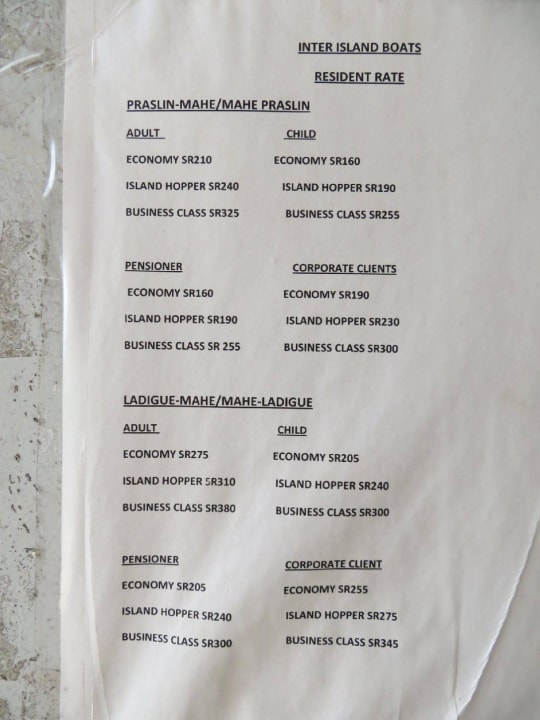 INTER ISLAND BOATS
RESIDENT RATE
PRASLIN-MAHE/MAHE PRASLIN
ADULT CHILD
ECONOMY SR210 ECONOMY SR160
ISLAND HOPPER SR240 ISLAND HOPPER SR190
BUSINESS CLASS SR325 BUSINESS CLASS SR255
PENSIONER CORPORATE CLIENTS
ECONOMY SR160 ECONOMY SR190
ISLAND HOPPER SR190 ISLAND HOPPER SR230
BUSINESS CLASS SR 255 BUSINESS CLASS SR300
LADIGUE-MAHE/MAHE-LADIGUE
ADULT CHILD
ECONOMY SR275 ECONOMY SR205
ISLAND HOPPER SR310 ISLAND HOPPER SR240
BUSINESS CLASS SR380 BUSINESS CLASS SR300
PENSIONER CORPORATE CLIENT
ECONOMY SR205 ECONOMY SR255
ISLAND HOPPER SR240 ISLAND HOPPER SR275
BUSINESS CLASS SR300 BUSINESS CLASS SR345